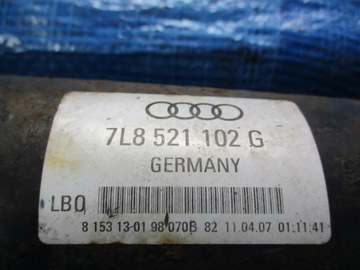 7L8 521 102 G
GERMANY
LBO
8 153 13-01 98 070B 82 11.04.07 01:11:41